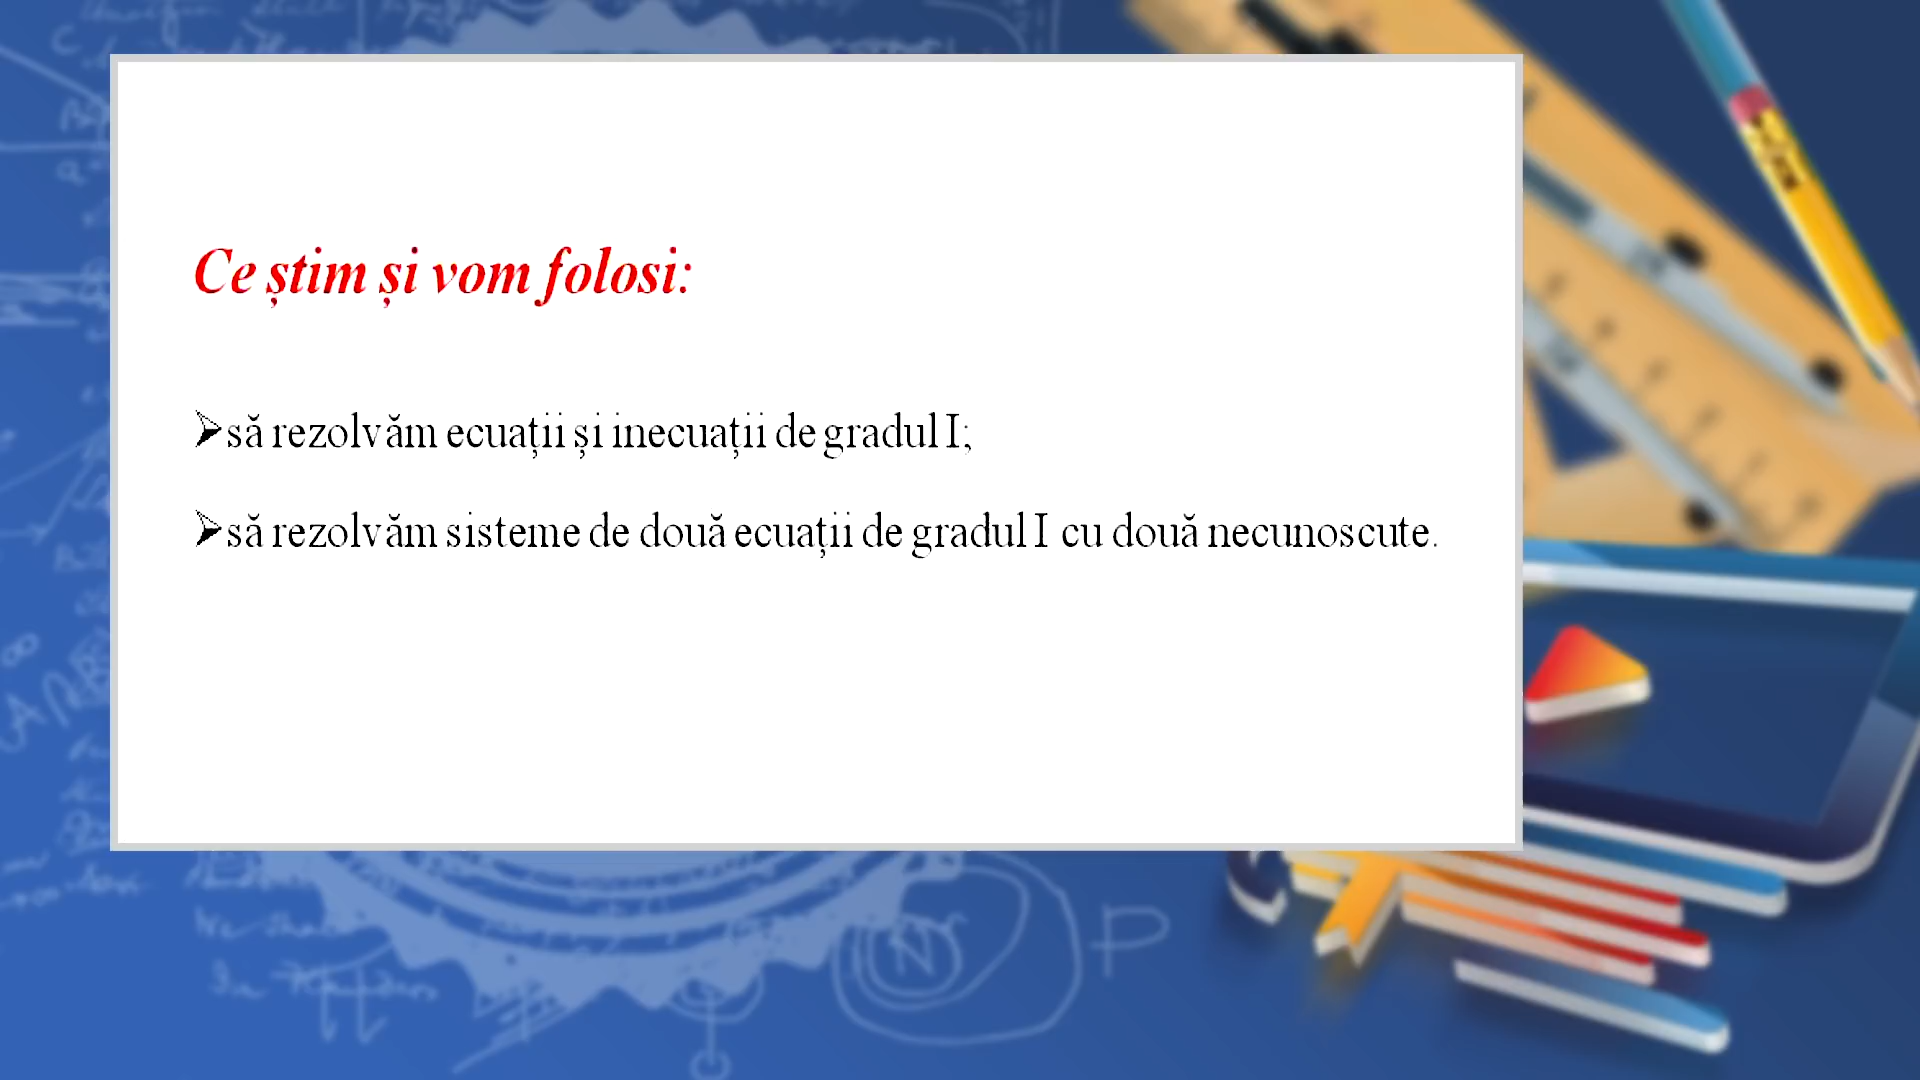 Ce știm și vom folosi:
➢să rezolvăm ecuații și inecuații de gradul I;
➢să rezolvăm sisteme de două ecuații de gradul I cu două necunoscute.